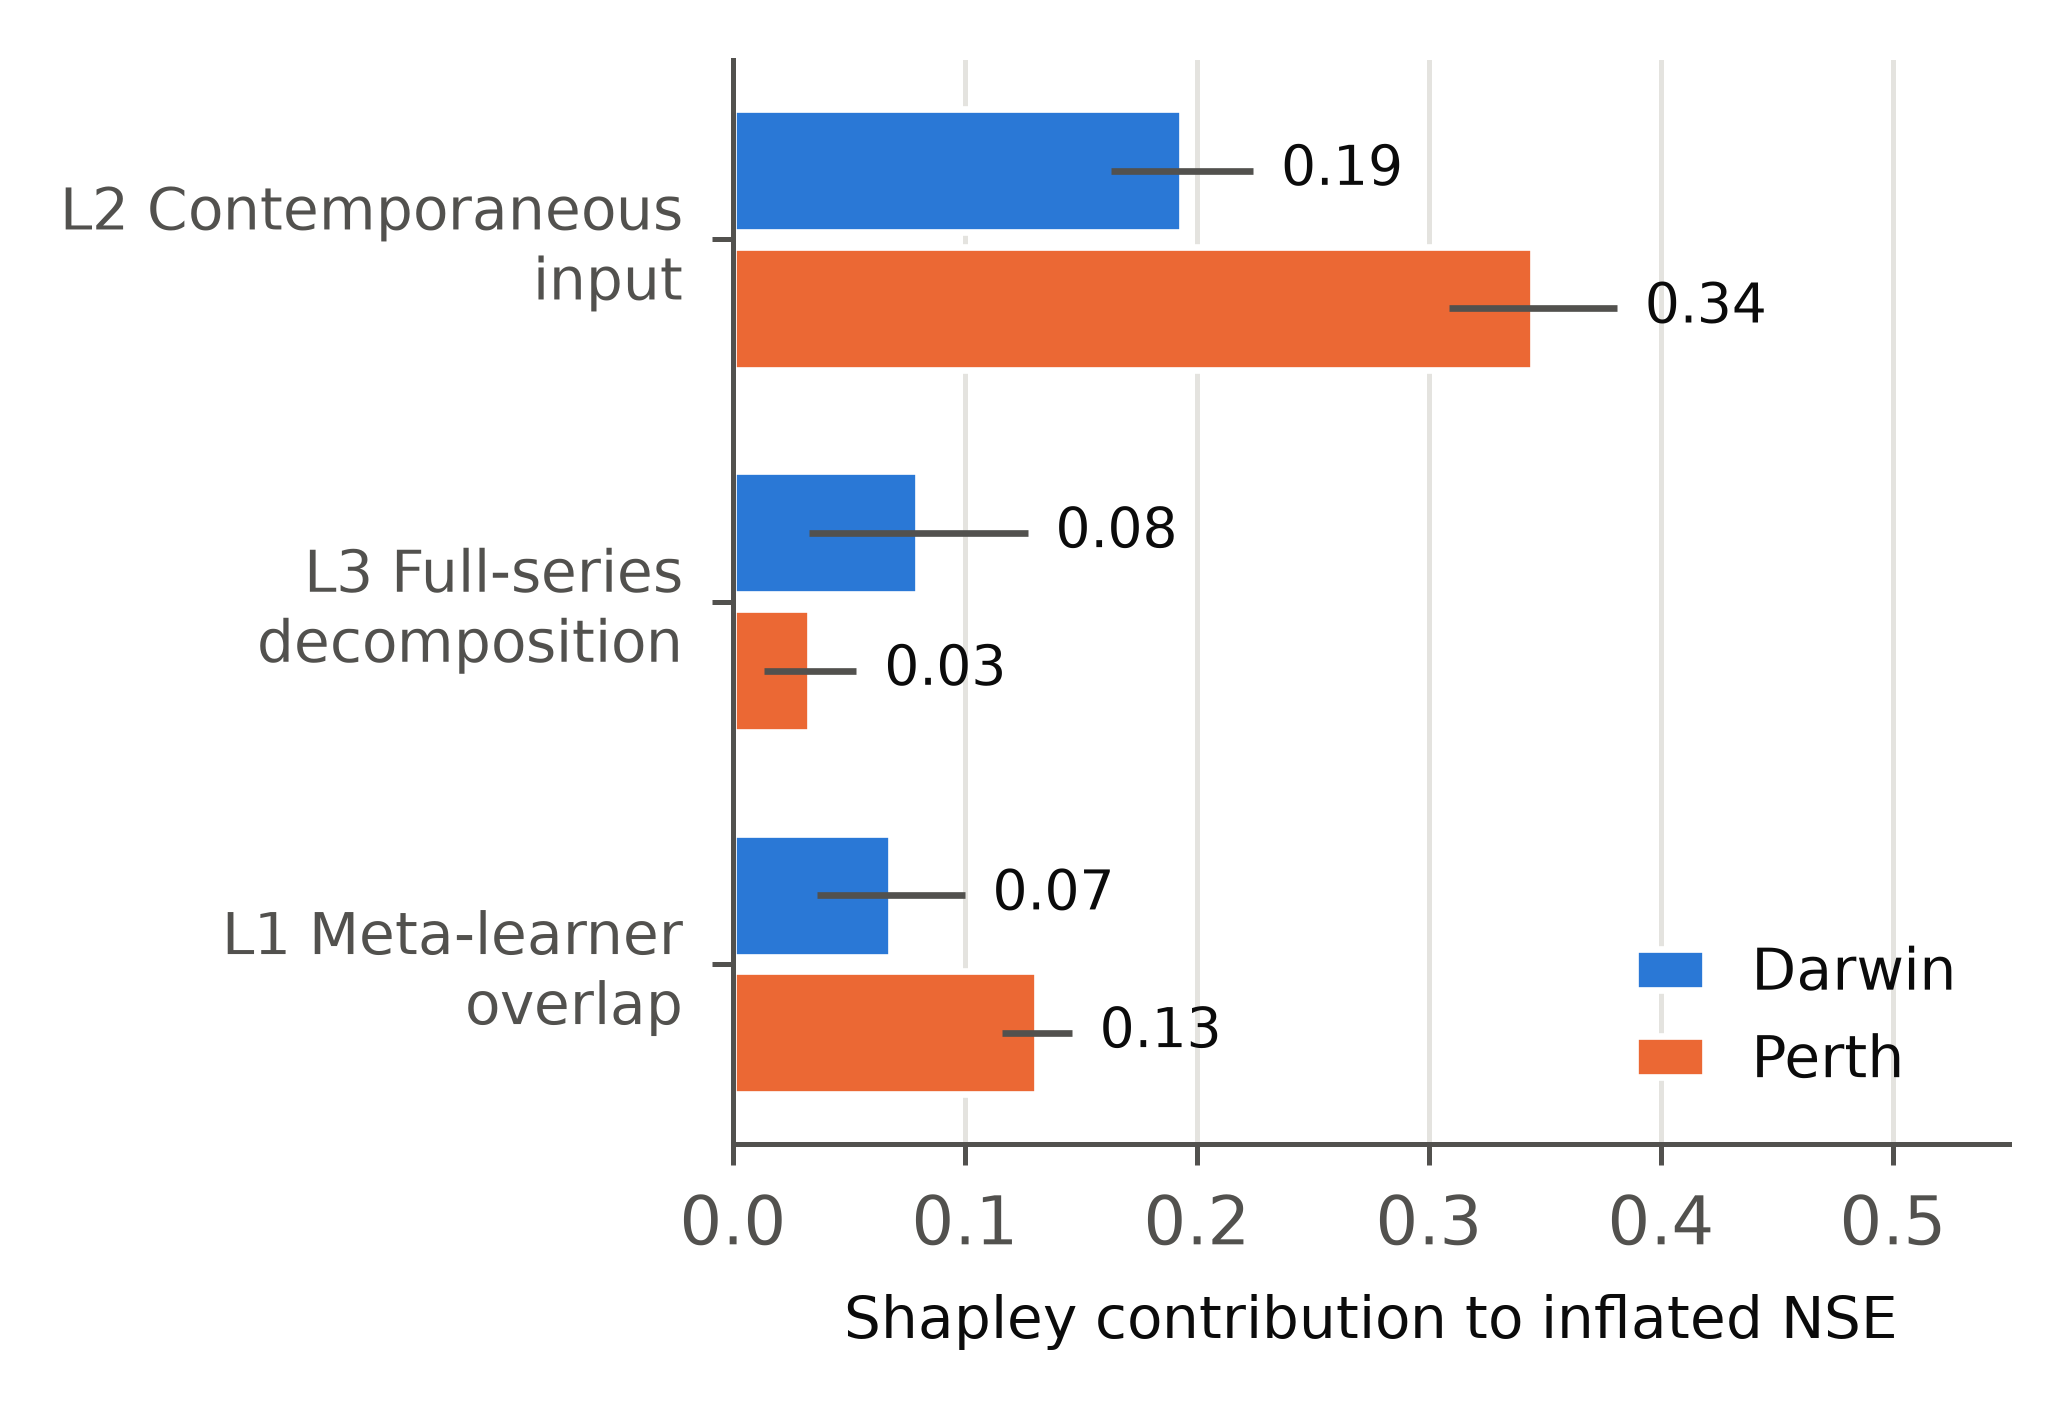 L2 Contemporaneous
input
0.19
0.34
L3 Full-series
decomposition
0.08
0.03
L1 Meta-learner
overlap
0.07
0.13
Darwin
Perth
0.0 0.1 0.2 0.3 0.4 0.5
Shapley contribution to inflated NSE